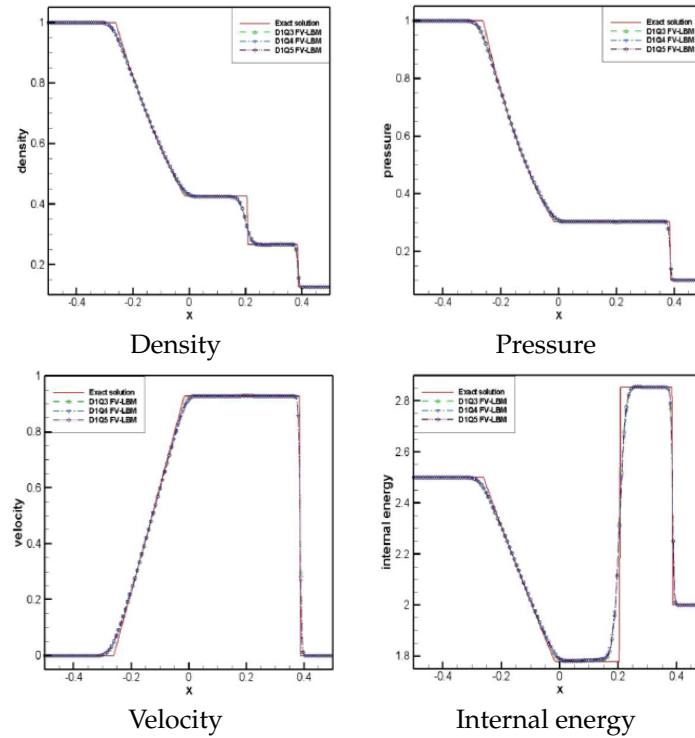 Exact solution
D1Q3 FV-LBM
D1Q4 FV-LBM
D1Q5 FV-LBM
density
1
0.8
0.6
0.4
0.2
-0.4
-0.2
0
0.2
0.4
X
Density
Exact solution
D1Q3 FV-LBM
D1Q4 FV-LBM
D1Q5 FV-LBM
pressure
1
0.8
0.6
0.4
0.2
-0.4
-0.2
0
0.2
0.4
X
Pressure
Exact solution
D1Q3 FV-LBM
D1Q4 FV-LBM
D1Q5 FV-LBM
velocity
1
0.8
0.6
0.4
0.2
0
-0.4
-0.2
0
0.2
0.4
X
Velocity
Exact solution
D1Q3 FV-LBM
D1Q4 FV-LBM
D1Q5 FV-LBM
internal energy
2.8
2.6
2.4
2.2
2
1.8
-0.4
-0.2
0
0.2
0.4
X
Internal energy